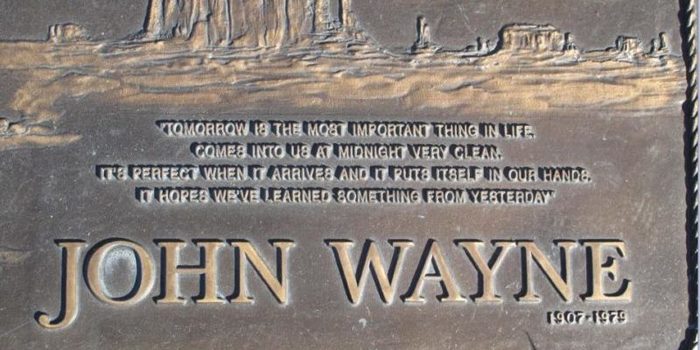 "TOMORROW IS THE MOST IMPORTANT THING IN LIFE.
COMES INTO US AT MIDNIGHT VERY CLEAN.
IT'S PERFECT WHEN IT ARRIVES AND IT PUTS ITSELF IN OUR HANDS.
IT HOPES WE'VE LEARNED SOMETHING FROM YESTERDAY"
JOHN WAYNE
1907-1979